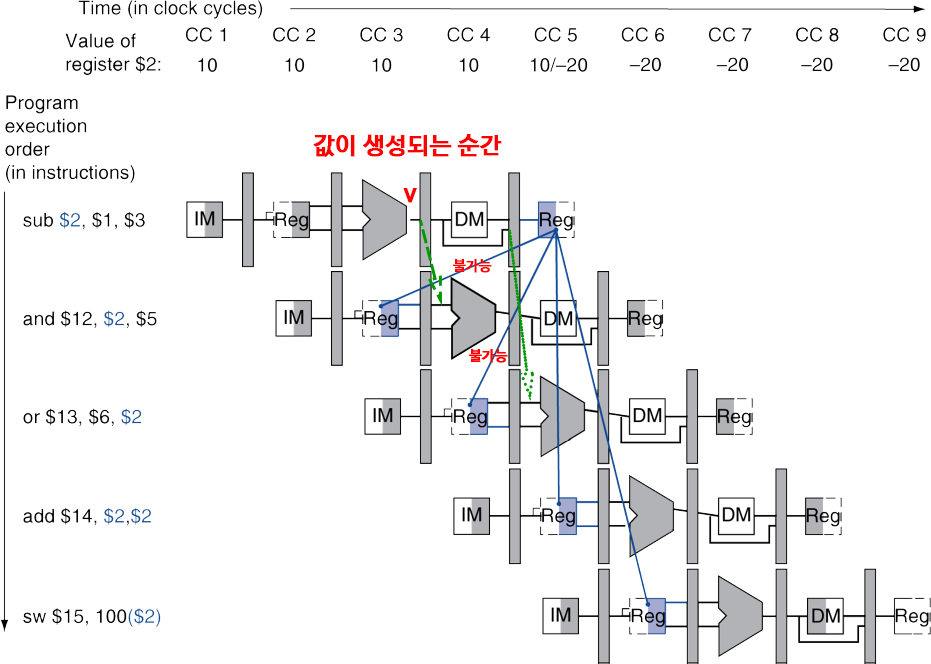 Time (in clock cycles)
CC 1 CC 2 CC 3 CC 4 CC 5 CC 6 CC 7 CC 8 CC 9
Value of
register $2: 10 10 10 10 10/–20 –20 –20 –20 –20
Program
execution
order
(in instructions)
값이 생성되는 순간
V
sub $2, $1, $3
IM Reg DM Reg
불가능
and $12, $2, $5
IM Reg DM Reg
불가능
or $13, $6, $2
IM Reg DM Reg
add $14, $2,$2
IM Reg DM Reg
sw $15, 100($2)
IM Reg DM Reg